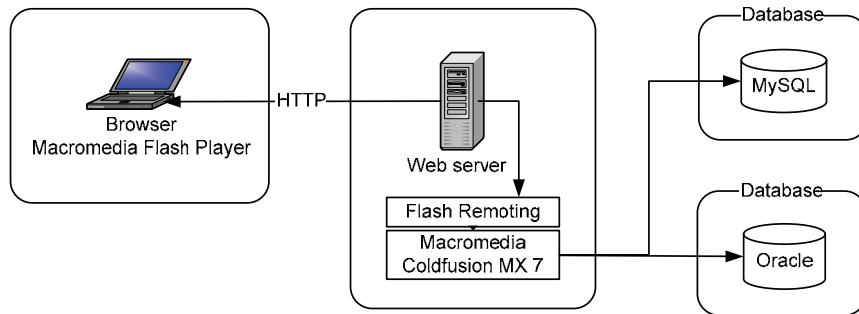 Browser
Macromedia Flash Player
HTTP
Web server
Flash Remoting
Macromedia
Coldfusion MX 7
Database
MySQL
Database
Oracle